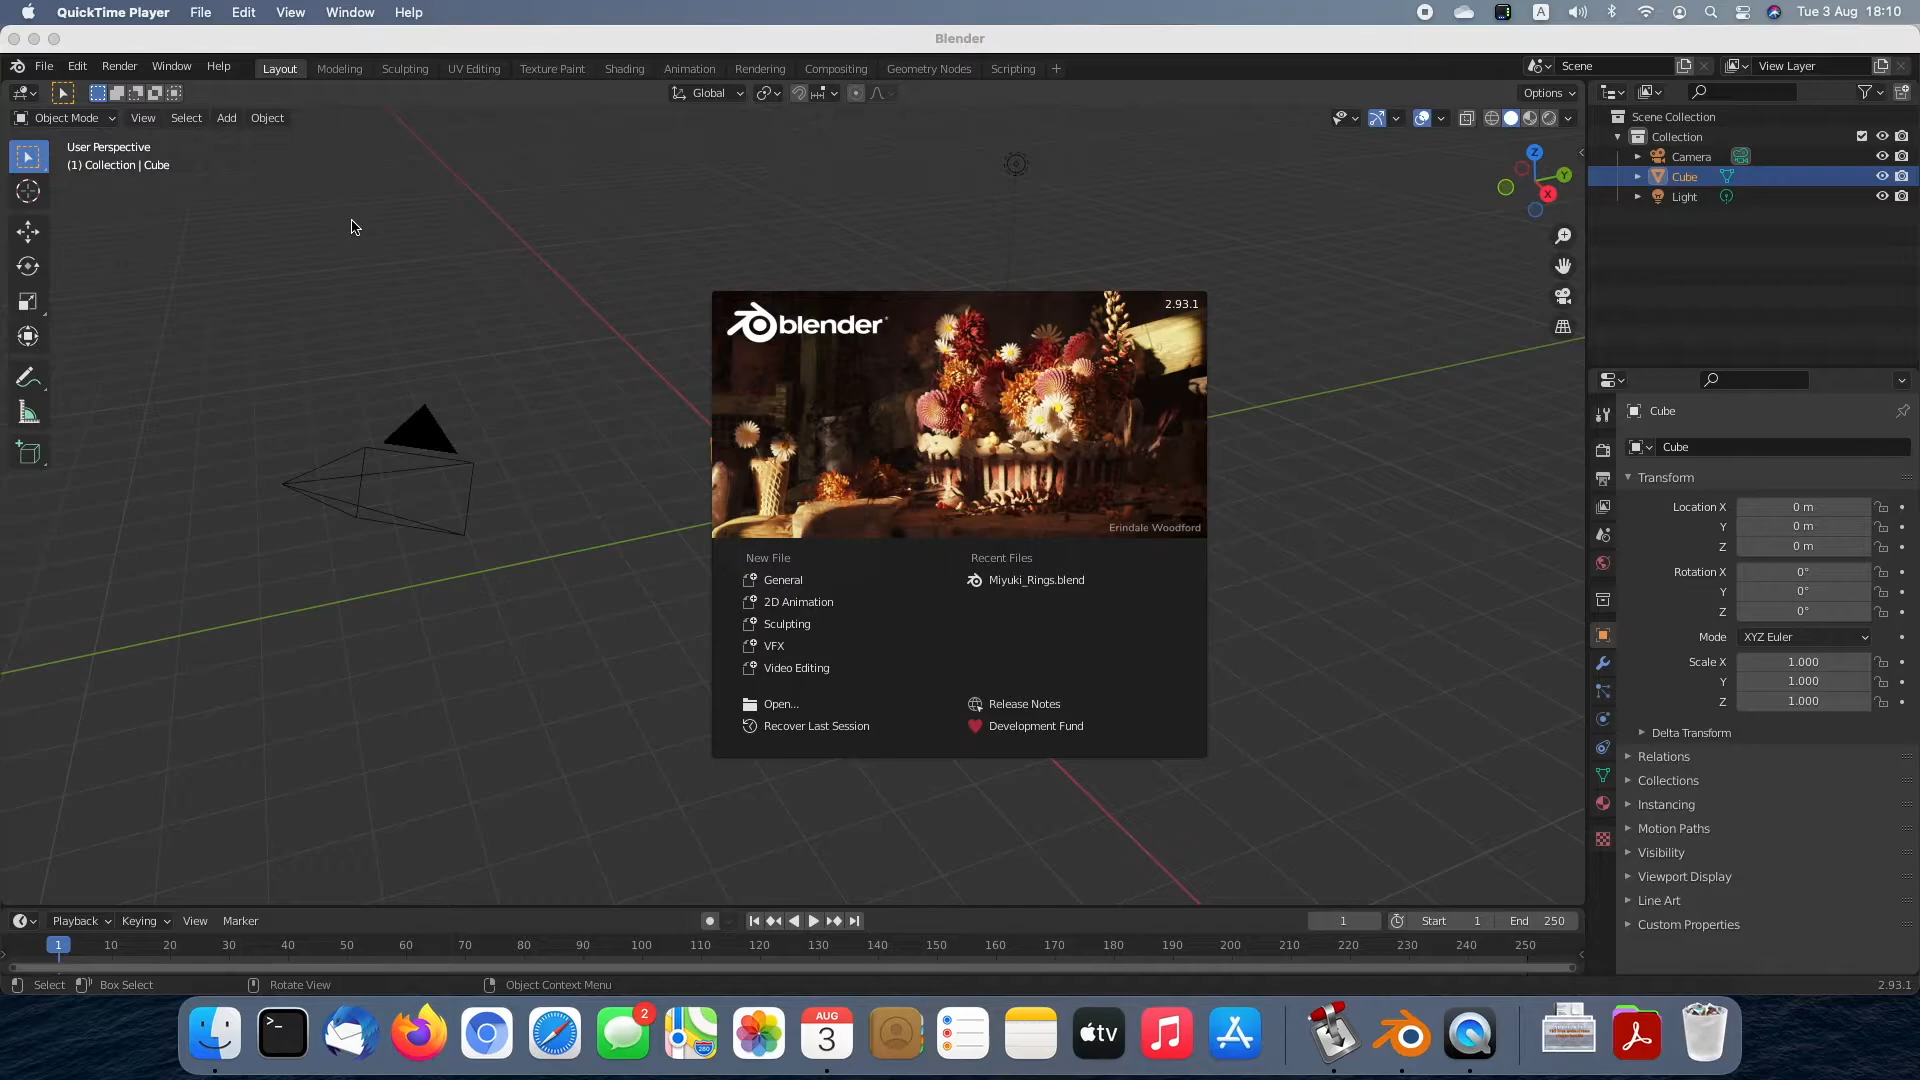 QuickTime Player File Edit View Window Help
A Tue 3 Aug 18:10
Blender
File Edit Render Window Help
Layout Modeling Sculpting UV Editing Texture Paint Shading Animation Rendering Compositing Geometry Nodes Scripting +
Scene
View Layer
Global
Options
Object Mode View Select Add Object
User Perspective
(1) Collection | Cube
Z
Y
X
Scene Collection
Collection
Camera
Cube
Light
blender
2.93.1
Erindale Woodford
New File
General
2D Animation
Sculpting
VFX
Video Editing
Open...
Recover Last Session
Recent Files
Miyuki_Rings.blend
Release Notes
Development Fund
Cube
Cube
Transform
Location X 0 m
Y 0 m
Z 0 m
Rotation X 0°
Y 0°
Z 0°
Mode XYZ Euler
Scale X 1.000
Y 1.000
Z 1.000
Delta Transform
Relations
Collections
Instancing
Motion Paths
Visibility
Viewport Display
Line Art
Custom Properties
Playback Keying View Marker
1 Start 1 End 250
1 10 20 30 40 50 60 70 80 90 100 110 120 130 140 150 160 170 180 190 200 210 220 230 240 250
Select Box Select Rotate View Object Context Menu
2.93.1
>_
2
280
AUG
3
tv